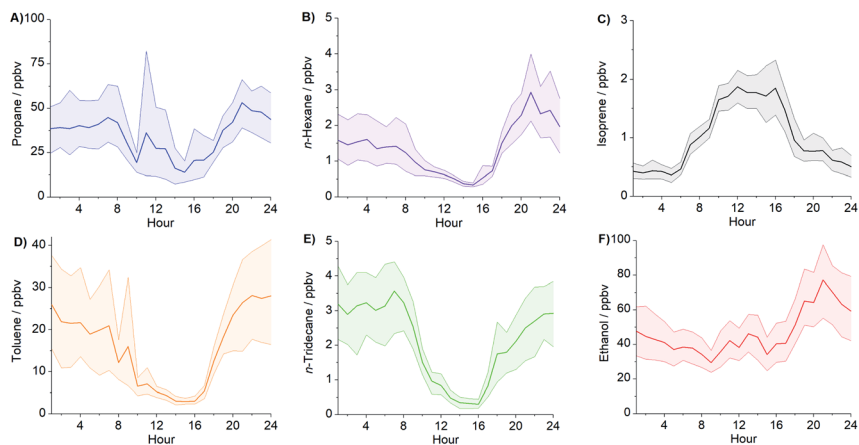 A)
Propane / ppbv
100
75
50
25
0
4 8 12 16 20 24
Hour
B)
n-Hexane / ppbv
5
4
3
2
1
0
4 8 12 16 20 24
Hour
C)
Isoprene / ppbv
3
2
1
0
4 8 12 16 20 24
Hour
D)
Toluene / ppbv
40
30
20
10
0
4 8 12 16 20 24
Hour
E)
n-Tridecane / ppbv
5
4
3
2
1
0
4 8 12 16 20 24
Hour
F)
Ethanol / ppbv
100
80
60
40
20
0
4 8 12 16 20 24
Hour